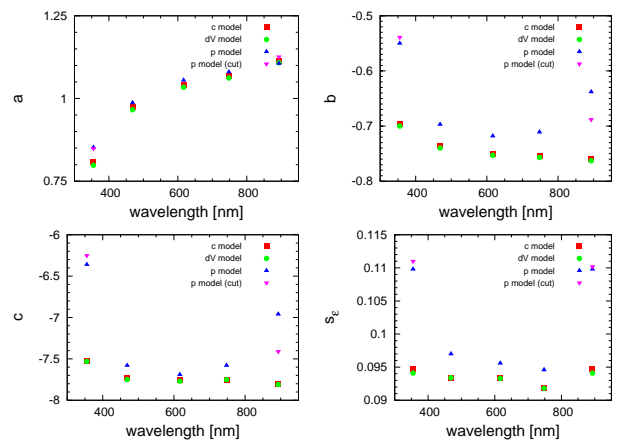 1.25
1
0.75
a
400 600 800
wavelength [nm]
c model
dV model
p model
p model (cut)
-0.5
-0.6
-0.7
-0.8
b
400 600 800
wavelength [nm]
c model
dV model
p model
p model (cut)
-6
-6.5
-7
-7.5
-8
c
400 600 800
wavelength [nm]
c model
dV model
p model
p model (cut)
0.115
0.11
0.105
0.1
0.095
0.09
s_ε
400 600 800
wavelength [nm]
c model
dV model
p model
p model (cut)